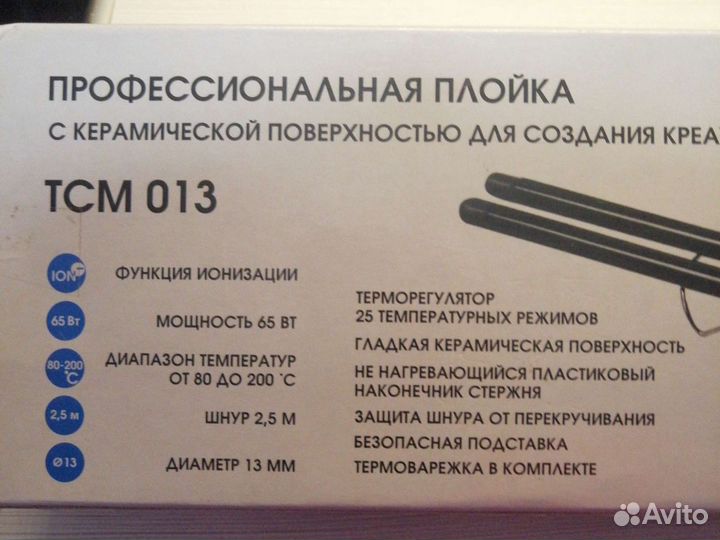 ПРОФЕССИОНАЛЬНАЯ ПЛОЙКА
С КЕРАМИЧЕСКОЙ ПОВЕРХНОСТЬЮ ДЛЯ СОЗДАНИЯ КРЕА
TCM 013
ION
ФУНКЦИЯ ИОНИЗАЦИИ
65 Вт
МОЩНОСТЬ 65 ВТ
80-200
°C
ДИАПАЗОН ТЕМПЕРАТУР
ОТ 80 ДО 200 °С
2,5 м
ШНУР 2,5 М
Ø13
ДИАМЕТР 13 ММ
ТЕРМОРЕГУЛЯТОР
25 ТЕМПЕРАТУРНЫХ РЕЖИМОВ
ГЛАДКАЯ КЕРАМИЧЕСКАЯ ПОВЕРХНОСТЬ
НЕ НАГРЕВАЮЩИЙСЯ ПЛАСТИКОВЫЙ
НАКОНЕЧНИК СТЕРЖНЯ
ЗАЩИТА ШНУРА ОТ ПЕРЕКРУЧИВАНИЯ
БЕЗОПАСНАЯ ПОДСТАВКА
ТЕРМОВАРЕЖКА В КОМПЛЕКТЕ
Avito